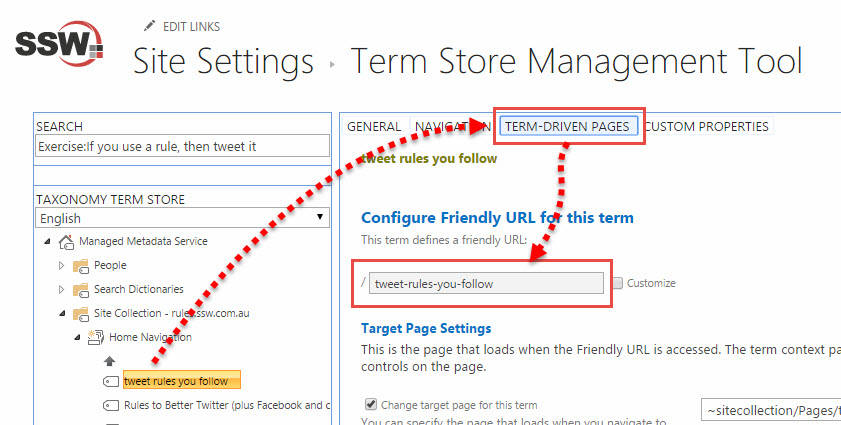 SSW
EDIT LINKS
Site Settings Term Store Management Tool
SEARCH
Exercise:If you use a rule, then tweet it
TAXONOMY TERM STORE
English
Managed Metadata Service
People
Search Dictionaries
Site Collection - rules.ssw.com.au
Home Navigation
tweet rules you follow
Rules to Better Twitter (plus Facebook and c
GENERAL NAVIGATION TERM-DRIVEN PAGES CUSTOM PROPERTIES
tweet rules you follow
Configure Friendly URL for this term
This term defines a friendly URL:
/ tweet-rules-you-follow Customize
Target Page Settings
This is the page that loads when the Friendly URL is accessed. The term context pa
controls on the page.
Change target page for this term ~sitecollection/Pages/t
You can specify the page that loads when you navigate to